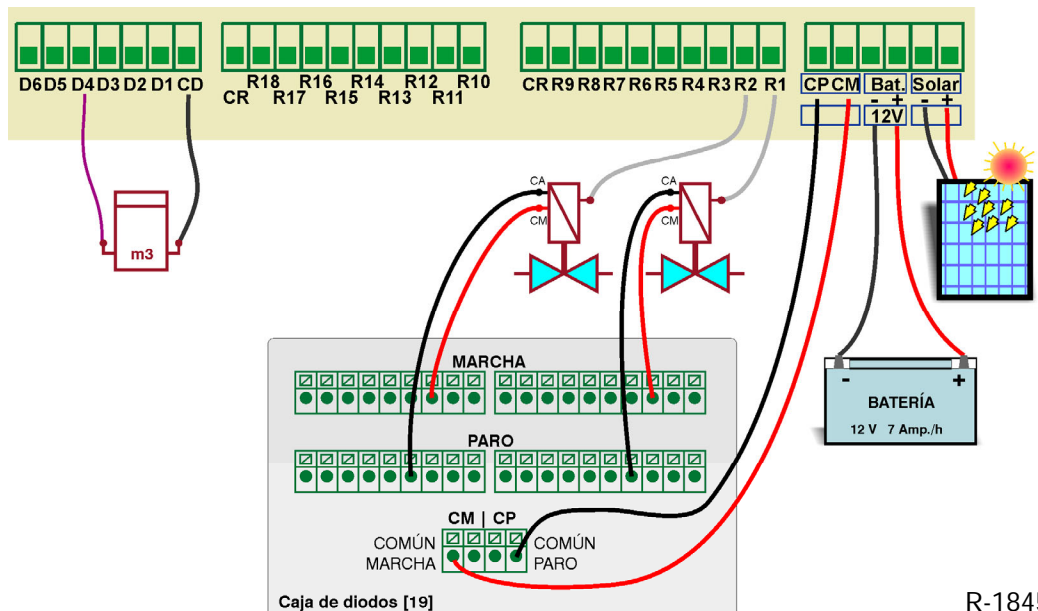 D6 D5 D4 D3 D2 D1 CD
R18 R16 R14 R12 R10
CR R17 R15 R13 R11
CR R9 R8 R7 R6 R5 R4 R3 R2 R1
CP CM Bat. Solar
- + - +
12V
CA
CM
CA
CM
m3
MARCHA
PARO
CM | CP
COMÚN
MARCHA
COMÚN
PARO
Caja de diodos [19]
- +
BATERÍA
12 V 7 Amp./h
R-1845